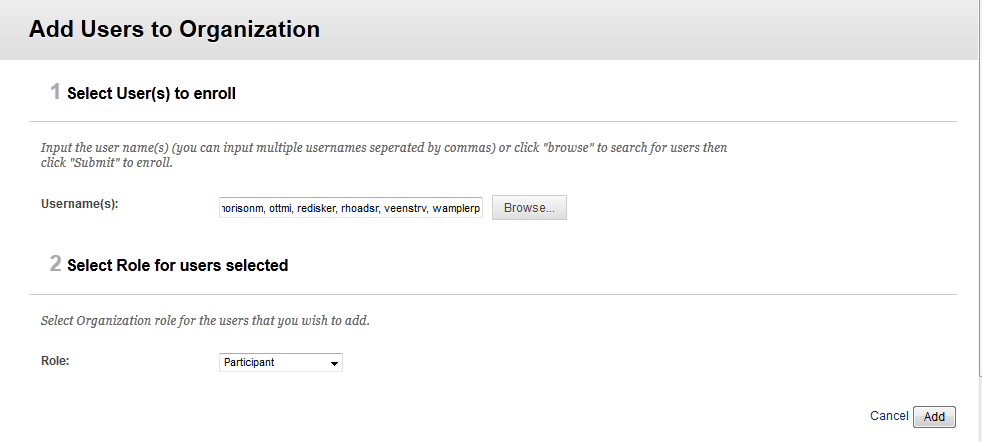 Add Users to Organization
1 Select User(s) to enroll
Input the user name(s) (you can input multiple usernames seperated by commas) or click "browse" to search for users then
click "Submit" to enroll.
Username(s):
ottmi, redisker, rhoadsr, veenstrv, wamplerp
Browse...
2 Select Role for users selected
Select Organization role for the users that you wish to add.
Role:
Participant
Cancel
Add